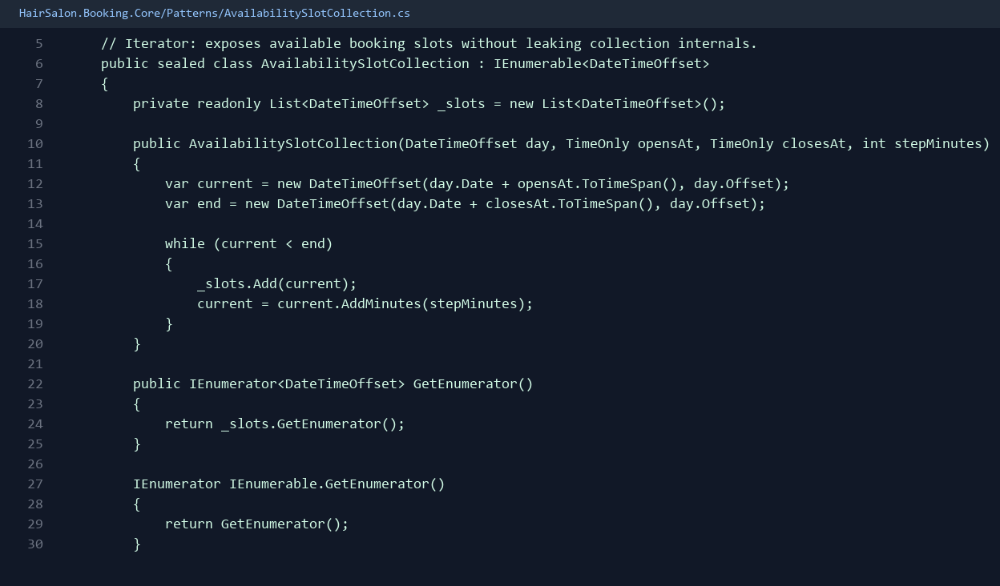 HairSalon.Booking.Core/Patterns/AvailabilitySlotCollection.cs
5 // Iterator: exposes available booking slots without leaking collection internals.
6 public sealed class AvailabilitySlotCollection : IEnumerable<DateTimeOffset>
7 {
8 private readonly List<DateTimeOffset> _slots = new List<DateTimeOffset>();
9
10 public AvailabilitySlotCollection(DateTimeOffset day, TimeOnly opensAt, TimeOnly closesAt, int stepMinutes)
11 {
12 var current = new DateTimeOffset(day.Date + opensAt.ToTimeSpan(), day.Offset);
13 var end = new DateTimeOffset(day.Date + closesAt.ToTimeSpan(), day.Offset);
14
15 while (current < end)
16 {
17 _slots.Add(current);
18 current = current.AddMinutes(stepMinutes);
19 }
20 }
21
22 public IEnumerator<DateTimeOffset> GetEnumerator()
23 {
24 return _slots.GetEnumerator();
25 }
26
27 IEnumerator IEnumerable.GetEnumerator()
28 {
29 return GetEnumerator();
30 }